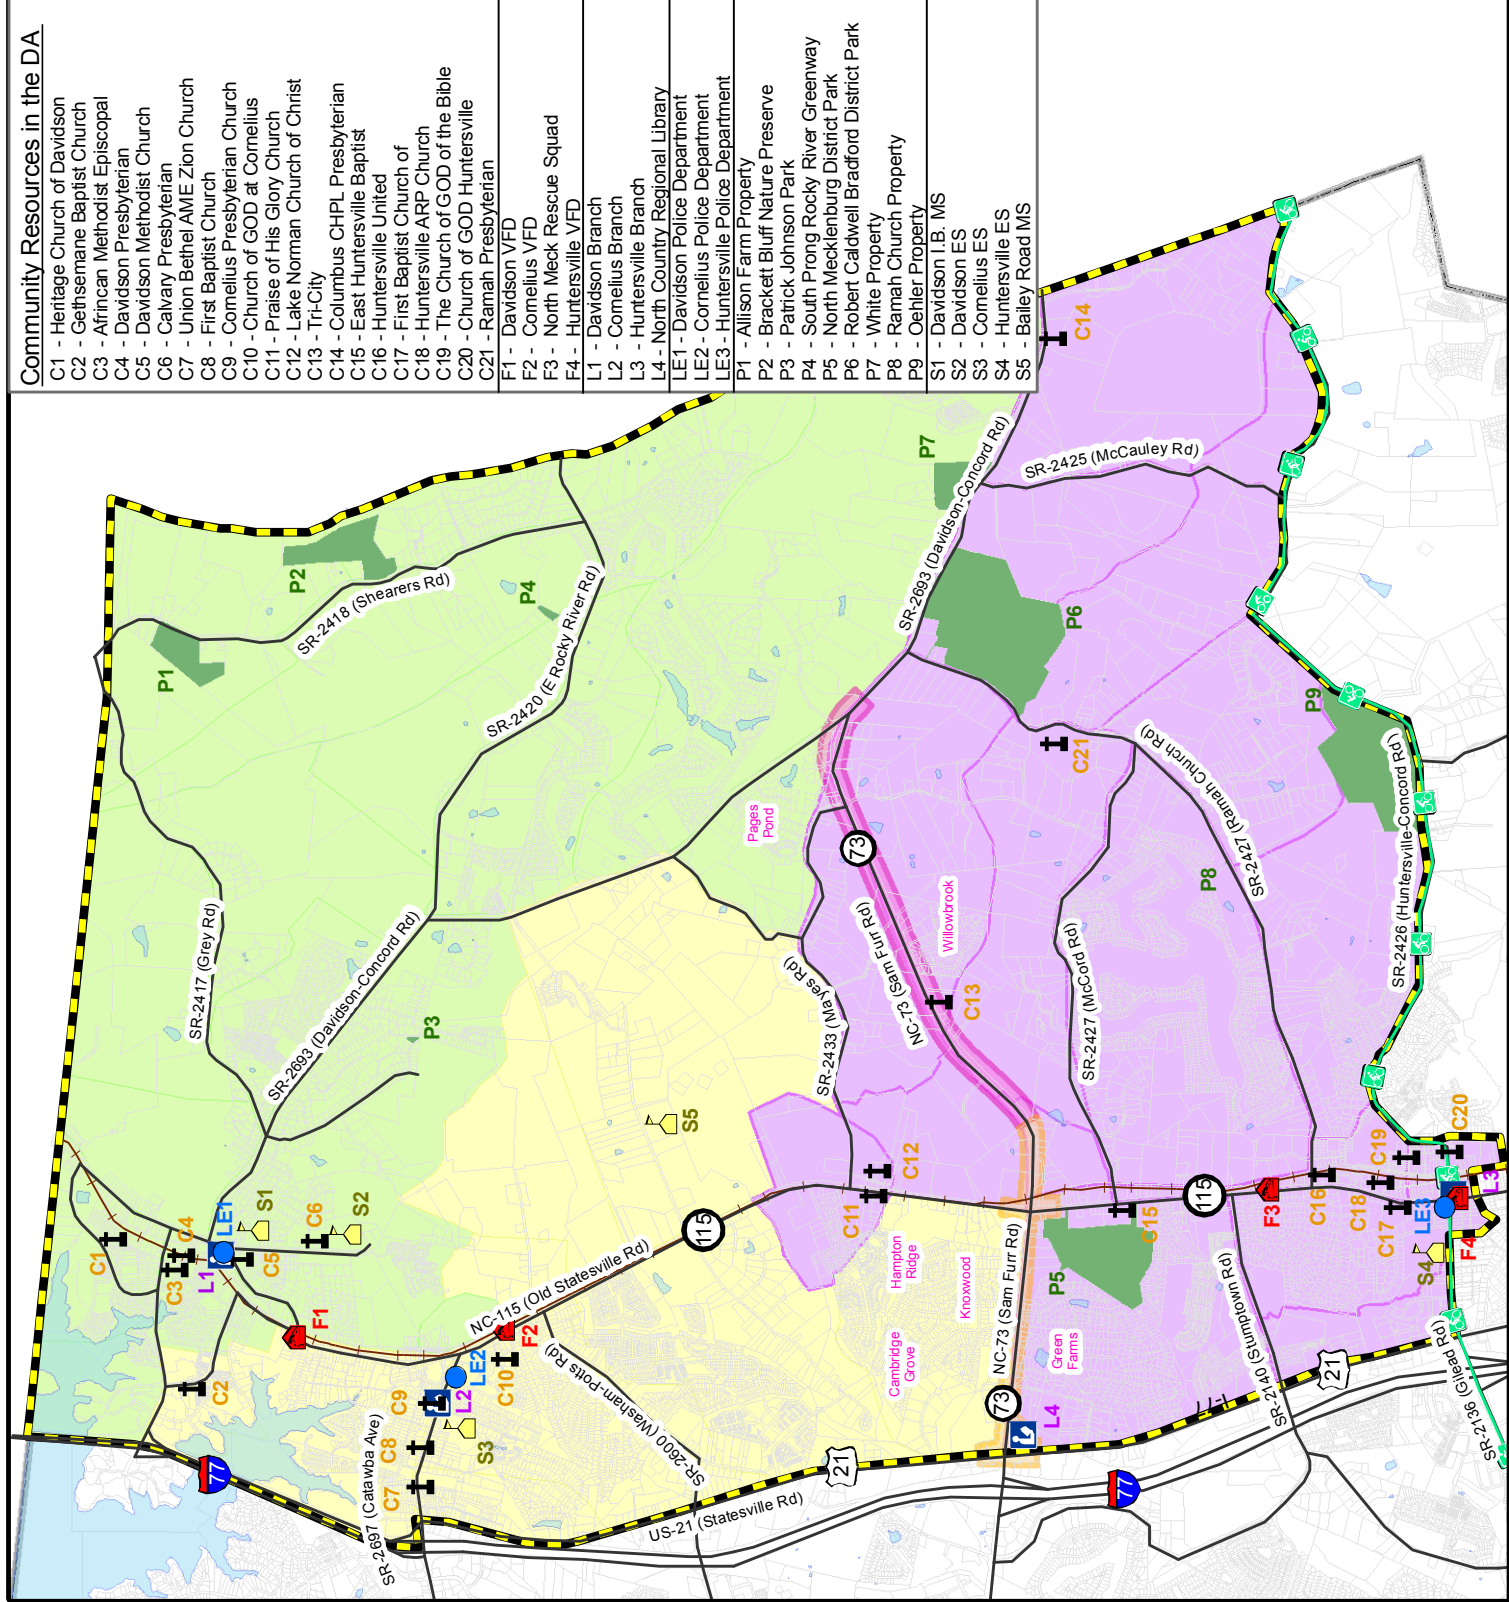 Community Resources in the DA
C1 - Heritage Church of Davidson
C2 - Gethsemane Baptist Church
C3 - Afrincan Methodist Episcopal
C4 - Davidson Presbyterian
C5 - Davidson Methodist Church
C6 - Calvary Presbyterian
C7 - Union Bethel AME Zion Church
C8 - First Baptist Church
C9 - Cornelius Presbyterian Church
C10 - Church of GOD at Cornelius
C11 - Praise of His Glory Church
C12 - Lake Norman Church of Christ
C13 - Tri-City
C14 - Columbus CHPL Presbyterian
C15 - East Huntersville Baptist
C16 - Huntersville United
C17 - First Baptist Church of
C18 - Huntersville ARP Church
C19 - The Church of GOD of the Bible
C20 - Church of GOD Huntersville
C21 - Ramah Presbyterian
F1 - Davidson VFD
F2 - Cornelius VFD
F3 - North Meck Rescue Squad
F4 - Huntersville VFD
L1 - Davidson Branch
L2 - Cornelius Branch
L3 - Huntersville Branch
L4 - North Country Regional Library
LE1 - Davidson Police Department
LE2 - Cornelius Police Department
LE3 - Huntersville Police Department
P1 - Allison Farm Property
P2 - Brackett Bluff Nature Preserve
P3 - Patrick Johnson Park
P4 - South Prong Rocky River Greenway
P5 - North Mecklenburg District Park
P6 - Robert Caldwell Bradford District Park
P7 - White Property
P8 - Ramah Church Property
P9 - Oehler Property
S1 - Davidson I.B. MS
S2 - Davidson ES
S3 - Cornelius ES
S4 - Huntersville ES
S5 - Bailey Road MS
C14
P7
SR-2425 (McCauley Rd)
SR-2693 (Davidson-Concord Rd)
P2
P4
SR-2418 (Shearers Rd)
SR-2420 (E Rocky River Rd)
P1
P6
P9
C21
SR-2427 (Ramah Church Rd)
SR-2426 (Huntersville-Concord Rd)
Pages
Pond
73
P8
Willowbrook
NC-73 (Sam Furr Rd)
SR-2433 (Mayes Rd)
C13
SR-2427 (McCord Rd)
SR-2417 (Grey Rd)
SR-2693 (Davidson-Concord Rd)
P3
S5
C12
C11
C19
C20
C16
C18
C17
LE3
L3
F4
S4
F3
115
C15
P5
LE1
S1
C6
S2
C1
C4
C3
L1
C5
F1
C2
115
NC-115 (Old Statesville Rd)
F2
LE2
L2
C10
C9
C8
C7
S3
SR-2600 (Washam-Potts Rd)
SR-2697 (Catawba Ave)
Hampton
Ridge
Knoxwood
Cambridge
Grove
Green
Farms
NC-73 (Sam Furr Rd)
73
L4
SR-2140 (Stumptown Rd)
SR-2136 (Gilead Rd)
21
21
US-21 (Statesville Rd)
77
77